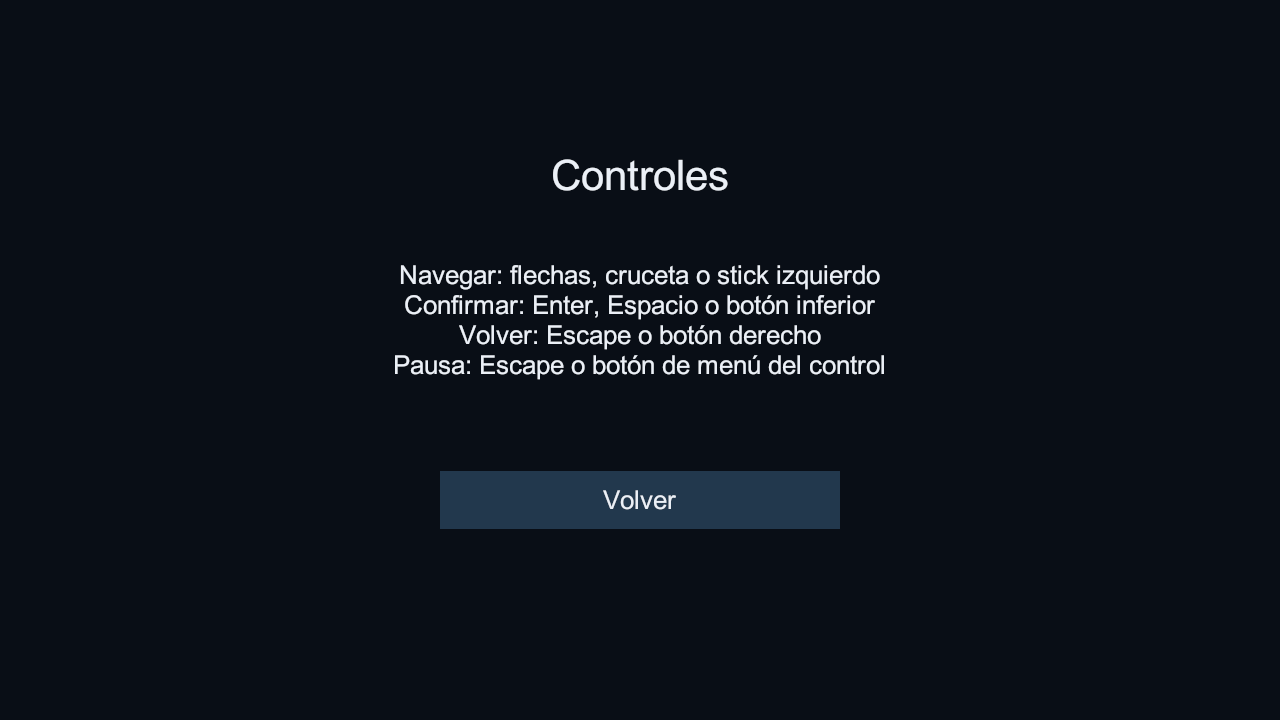 Controles
Navegar: flechas, cruceta o stick izquierdo
Confirmar: Enter, Espacio o botón inferior
Volver: Escape o botón derecho
Pausa: Escape o botón de menú del control
Volver